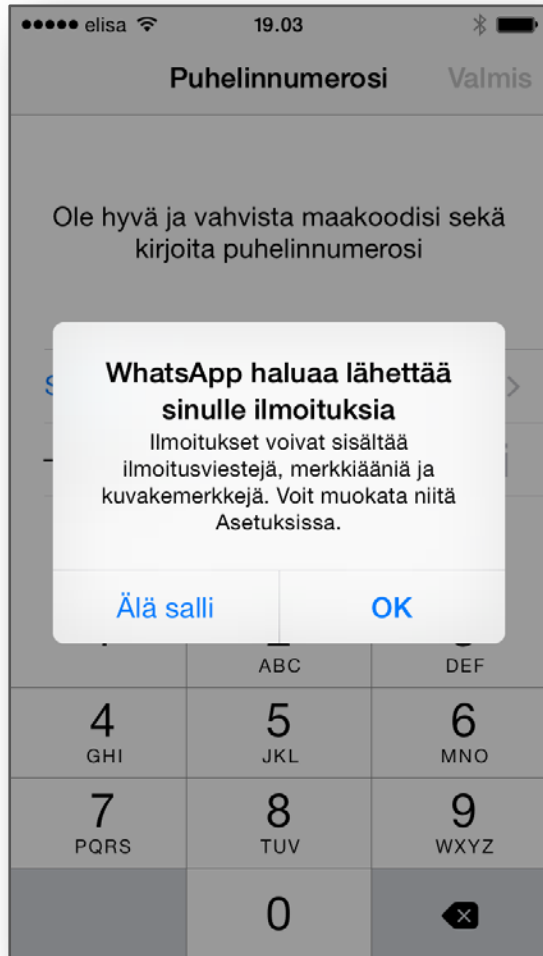 elisa 19.03
Puhelinnumerosi Valmis
Ole hyvä ja vahvista maakoodisi sekä
kirjoita puhelinnumerosi
WhatsApp haluaa lähettää
sinulle ilmoituksia
Ilmoitukset voivat sisältää
ilmoitusviestejä, merkkiääniä ja
kuvakemerkkejä. Voit muokata niitä
Asetuksissa.
Älä salli OK
ABC DEF
4 5 6
GHI JKL MNO
7 8 9
PQRS TUV WXYZ
0